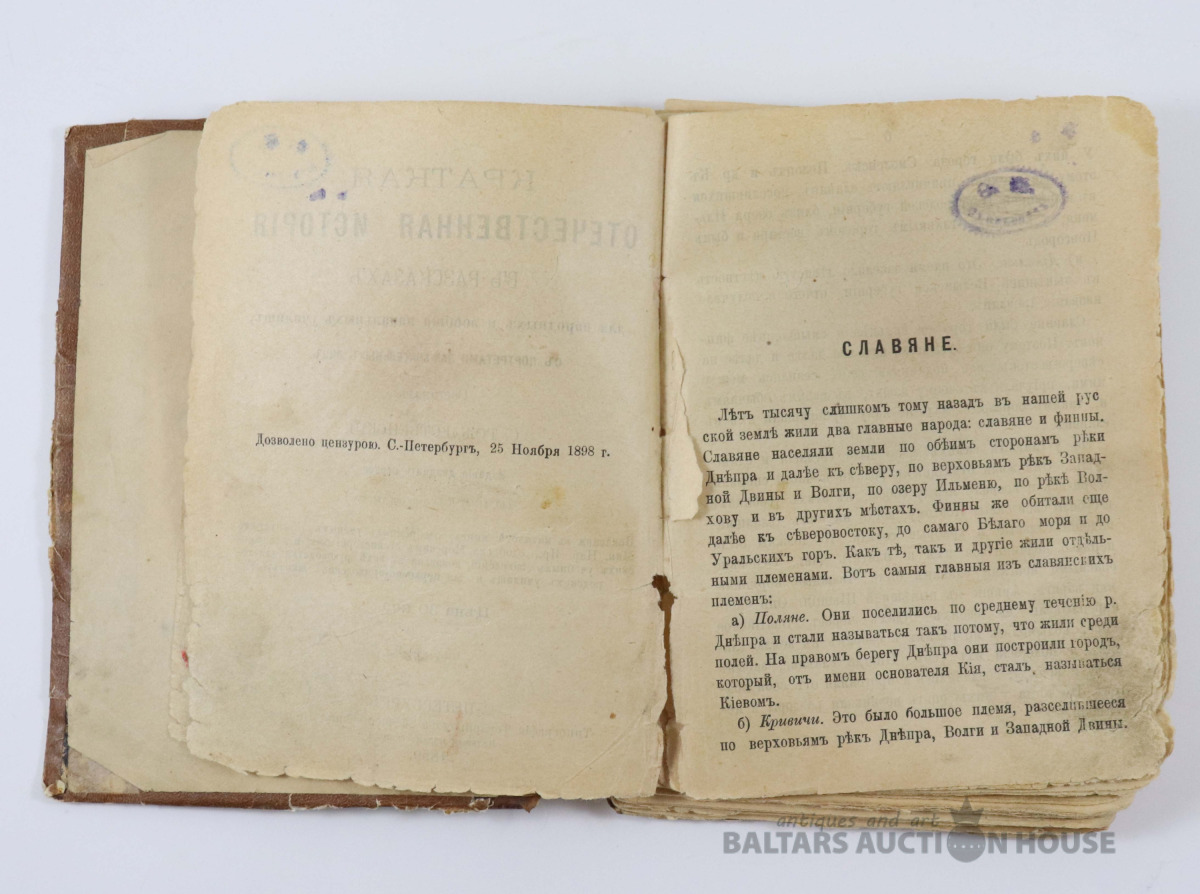 Дозволено цензурою. С.-Петербургъ, 25 Ноября 1898 г.
СЛАВЯНЕ.
Лѣтъ тысячу слишкомъ тому назадъ въ нашей рус
ской землѣ жили два главные народа: славяне и финны.
Славяне населяли земли по обѣимъ сторонамъ рѣки
Днѣпра и далѣе къ сѣверу, по верховьямъ рѣкъ Запад-
ной Двины и Волги, по озеру Ильменю, по рѣкѣ Вол-
хову и въ другихъ мѣстахъ. Финны же обитали еще
далѣе къ сѣверовостоку, до самаго Бѣлаго моря и до
Уральскихъ горъ. Какъ тѣ, такъ и другіе жили отдѣль-
ными племенами. Вотъ самыя главныя изъ славянскихъ
племенъ:
а) Поляне. Они поселились по среднему теченію р.
Днѣпра и стали называться такъ потому, что жили среди
полей. На правомъ берегу Днѣпра они построили городъ,
который, отъ имени основателя Кія, сталъ называться
Кіевомъ.
б) Кривичи. Это было большое племя, разселившееся
по верховьямъ рѣкъ Днѣпра, Волги и Западной Двины.
antiques and art
BALTARS AUCTION HOUSE